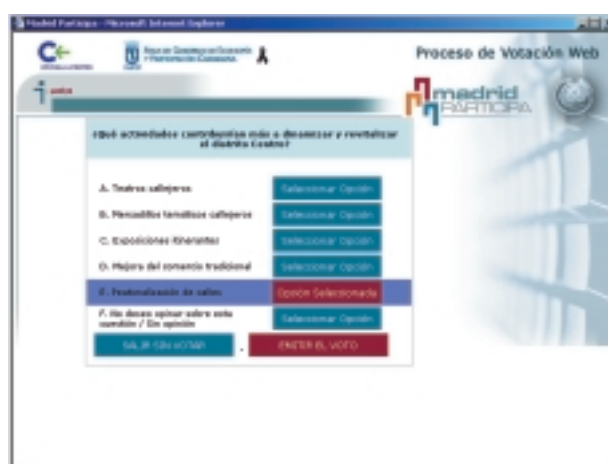 Madrid Participa - Microsoft Internet Explorer
Proceso de Votación Web
madrid
PARTICIPA
¿Qué actividades contribuirían más a dinamizar y revitalizar
el distrito Centro?
A. Teatros callejeros Seleccionar Opción
B. Mercadillos temáticos callejeros Seleccionar Opción
C. Exposiciones itinerantes Seleccionar Opción
D. Mejora del comercio tradicional Seleccionar Opción
E. Peatonalización de calles Opción Seleccionada
F. No deseo opinar sobre esta
cuestión / Sin opinión Seleccionar Opción
SALIR SIN VOTAR . EMITIR EL VOTO